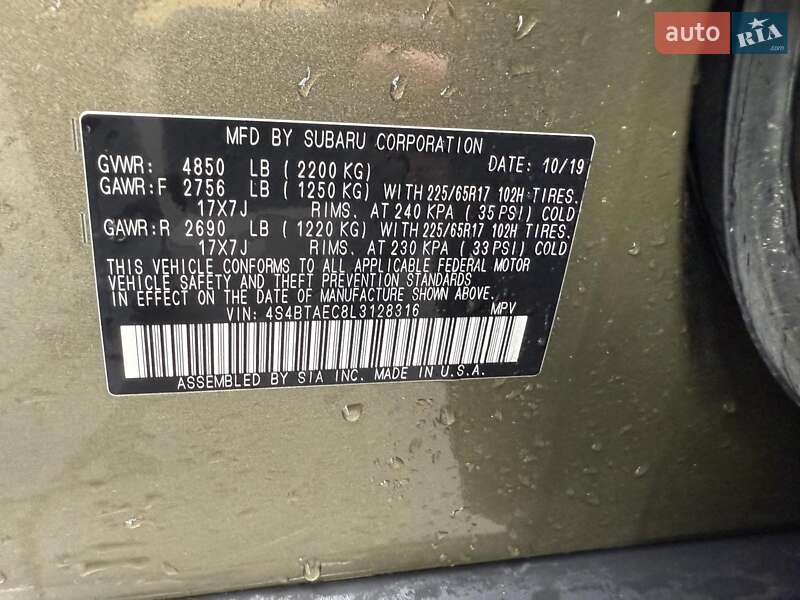 auto RIA.com
MFD BY SUBARU CORPORATION
GVWR: 4850 LB (2200 KG) DATE: 10/19
GAWR:F 2756 LB (1250 KG) WITH 225/65R17 102H TIRES.
17X7J RIMS. AT 240 KPA (35 PSI) COLD
GAWR:R 2690 LB (1220 KG) WITH 225/65R17 102H TIRES.
17X7J RIMS. AT 230 KPA (33 PSI) COLD
THIS VEHICLE CONFORMS TO ALL APPLICABLE FEDERAL MOTOR
VEHICLE SAFETY AND THEFT PREVENTION STANDARDS
IN EFFECT ON THE DATE OF MANUFACTURE SHOWN ABOVE.
VIN: 4S4BTAEC8L3128316 MPV
ASSEMBLED BY SIA INC. MADE IN U.S.A.